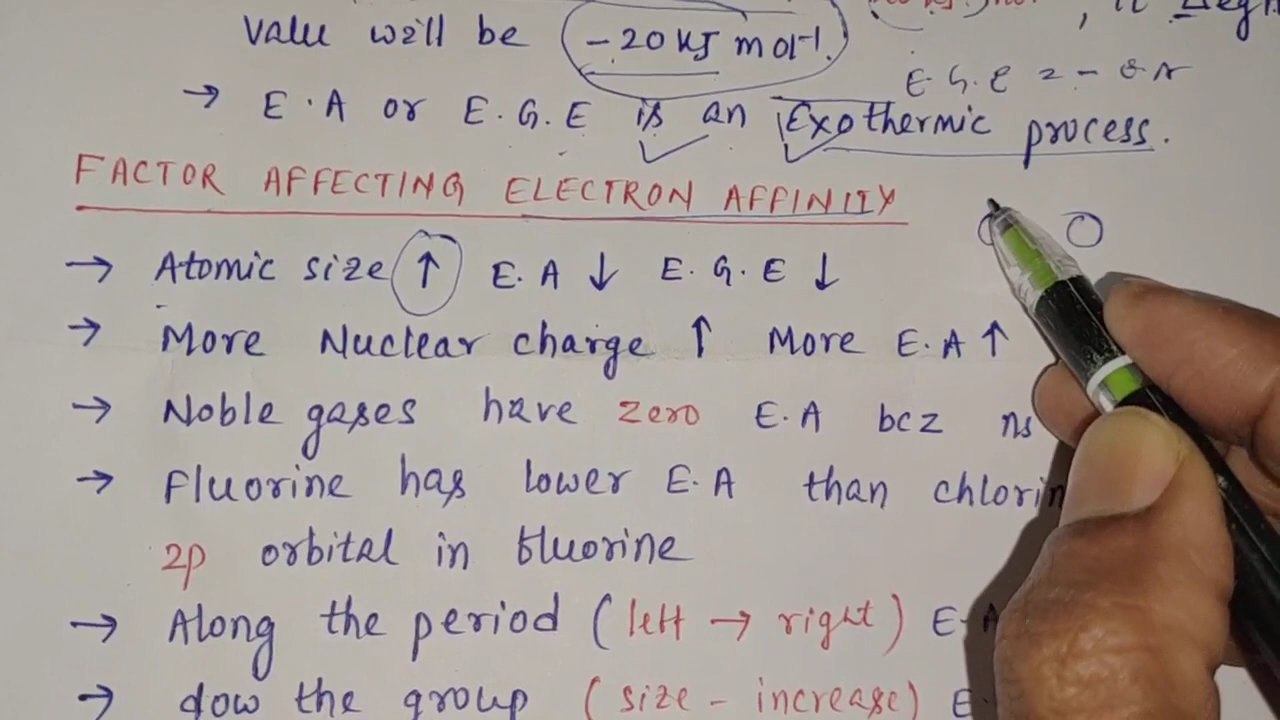 value will be -20 KJ mol-1.
E.G.E = - E.A
→ E.A or E.G.E is an Exothermic process.
FACTOR AFFECTING ELECTRON AFFINITY
→ Atomic size ↑ E.A ↓ E.G.E ↓
→ More Nuclear charge ↑ More E.A ↑
→ Noble gases have zero E.A bcz ns
→ Fluorine has lower E.A than
2p orbital in fluorine
→ Along the period (left → right)
→ dow the group (size - increase)